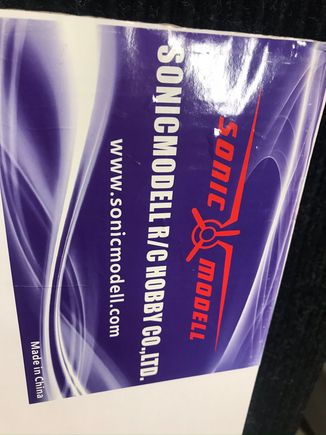 SONIC MODELL
SONICMODELL R/C HOBBY CO.,LTD.
www.sonicmodell.com
Made in China